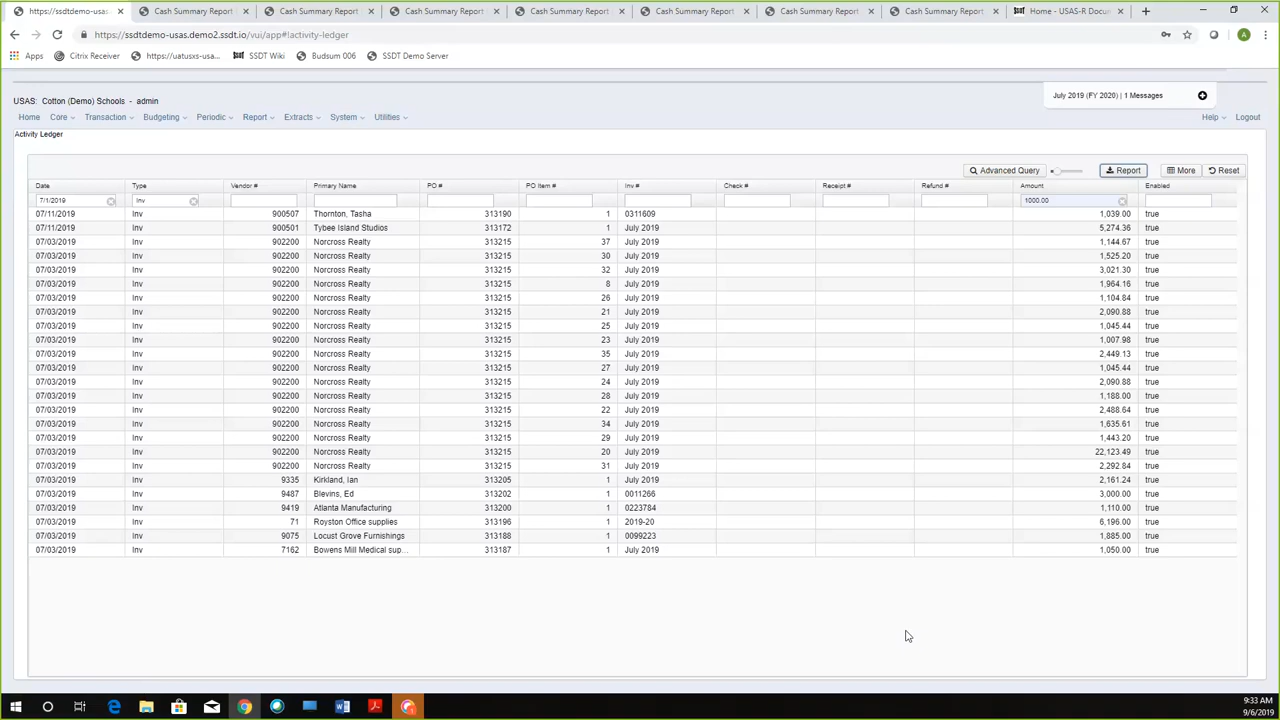 https://ssdtdemo-usas Cash Summary Report Cash Summary Report Cash Summary Report Cash Summary Report Cash Summary Report Cash Summary Report Cash Summary Report Home - USAS-R Docu
https://ssdtdemo-usas.demo2.ssdt.io/vui/app#!activity-ledger
Apps Citrix Receiver https://uatusxs-usa... SSDT Wiki Budsum 006 SSDT Demo Server
July 2019 (FY 2020) | 1 Messages
USAS: Cotton (Demo) Schools - admin
Home Core Transaction Budgeting Periodic Report Extracts System Utilities Help Logout
Activity Ledger
Advanced Query Report More Reset
Date Type Vendor # Primary Name PO # PO Item # Inv # Check # Receipt # Refund # Amount Enabled
7/1/2019 Inv 1000.00
07/11/2019 Inv 900507 Thornton, Tasha 313190 1 0311609 1,039.00 true
07/11/2019 Inv 900501 Tybee Island Studios 313172 1 July 2019 5,274.36 true
07/03/2019 Inv 902200 Norcross Realty 313215 37 July 2019 1,144.67 true
07/03/2019 Inv 902200 Norcross Realty 313215 30 July 2019 1,525.20 true
07/03/2019 Inv 902200 Norcross Realty 313215 32 July 2019 3,021.30 true
07/03/2019 Inv 902200 Norcross Realty 313215 8 July 2019 1,964.16 true
07/03/2019 Inv 902200 Norcross Realty 313215 26 July 2019 1,104.84 true
07/03/2019 Inv 902200 Norcross Realty 313215 21 July 2019 2,090.88 true
07/03/2019 Inv 902200 Norcross Realty 313215 25 July 2019 1,045.44 true
07/03/2019 Inv 902200 Norcross Realty 313215 23 July 2019 1,007.98 true
07/03/2019 Inv 902200 Norcross Realty 313215 35 July 2019 2,449.13 true
07/03/2019 Inv 902200 Norcross Realty 313215 27 July 2019 1,045.44 true
07/03/2019 Inv 902200 Norcross Realty 313215 24 July 2019 2,090.88 true
07/03/2019 Inv 902200 Norcross Realty 313215 28 July 2019 1,188.00 true
07/03/2019 Inv 902200 Norcross Realty 313215 22 July 2019 2,488.64 true
07/03/2019 Inv 902200 Norcross Realty 313215 34 July 2019 1,635.61 true
07/03/2019 Inv 902200 Norcross Realty 313215 29 July 2019 1,443.20 true
07/03/2019 Inv 902200 Norcross Realty 313215 20 July 2019 22,123.49 true
07/03/2019 Inv 902200 Norcross Realty 313215 31 July 2019 2,292.84 true
07/03/2019 Inv 9335 Kirkland, Ian 313205 1 July 2019 2,161.24 true
07/03/2019 Inv 9487 Blevins, Ed 313202 1 0011266 3,000.00 true
07/03/2019 Inv 9419 Atlanta Manufacturing 313200 1 0223784 1,110.00 true
07/03/2019 Inv 71 Royston Office supplies 313196 1 2019-20 6,196.00 true
07/03/2019 Inv 9075 Locust Grove Furnishings 313188 1 0099223 1,885.00 true
07/03/2019 Inv 7162 Bowens Mill Medical sup... 313187 1 July 2019 1,050.00 true
9:33 AM
9/6/2019